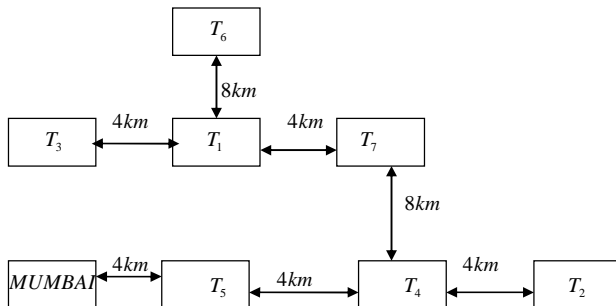 T₆
8km
4km 4km
T₃ T₁ T₇
8km
4km 4km 4km
MUMBAI T₅ T₄ T₂